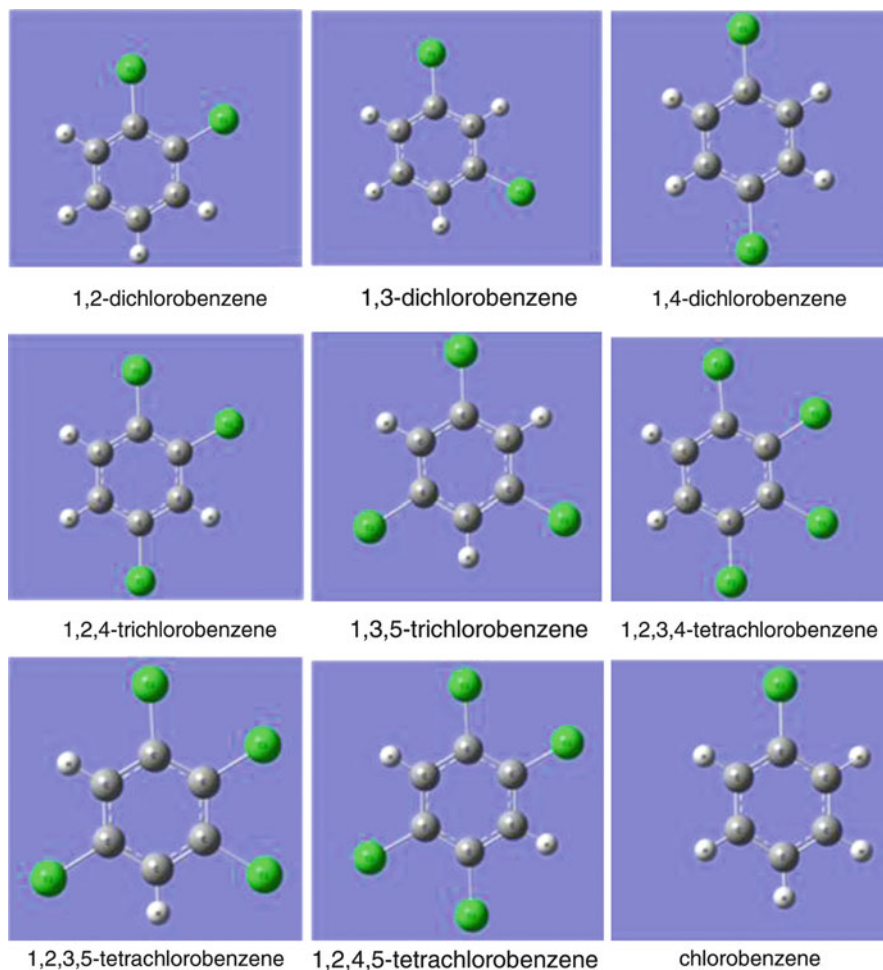 1,2-dichlorobenzene
1,3-dichlorobenzene
1,4-dichlorobenzene
1,2,4-trichlorobenzene
1,3,5-trichlorobenzene
1,2,3,4-tetrachlorobenzene
1,2,3,5-tetrachlorobenzene
1,2,4,5-tetrachlorobenzene
chlorobenzene